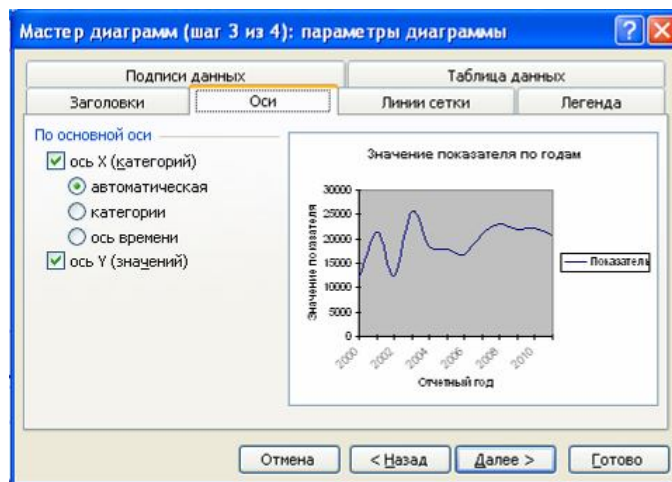 Мастер диаграмм (шаг 3 из 4): параметры диаграммы
Подписи данных
Таблица данных
Заголовки
Оси
Линии сетки
Легенда
По основной оси
ось X (категорий)
автоматическая
категории
ось времени
ось Y (значений)
Значение показателя по годам
Значение показателя
30000
25000
20000
15000
10000
5000
0
2000
2002
2004
2006
2008
2010
Отчетный год
Показатель
Отмена
< Назад
Далее >
Готово